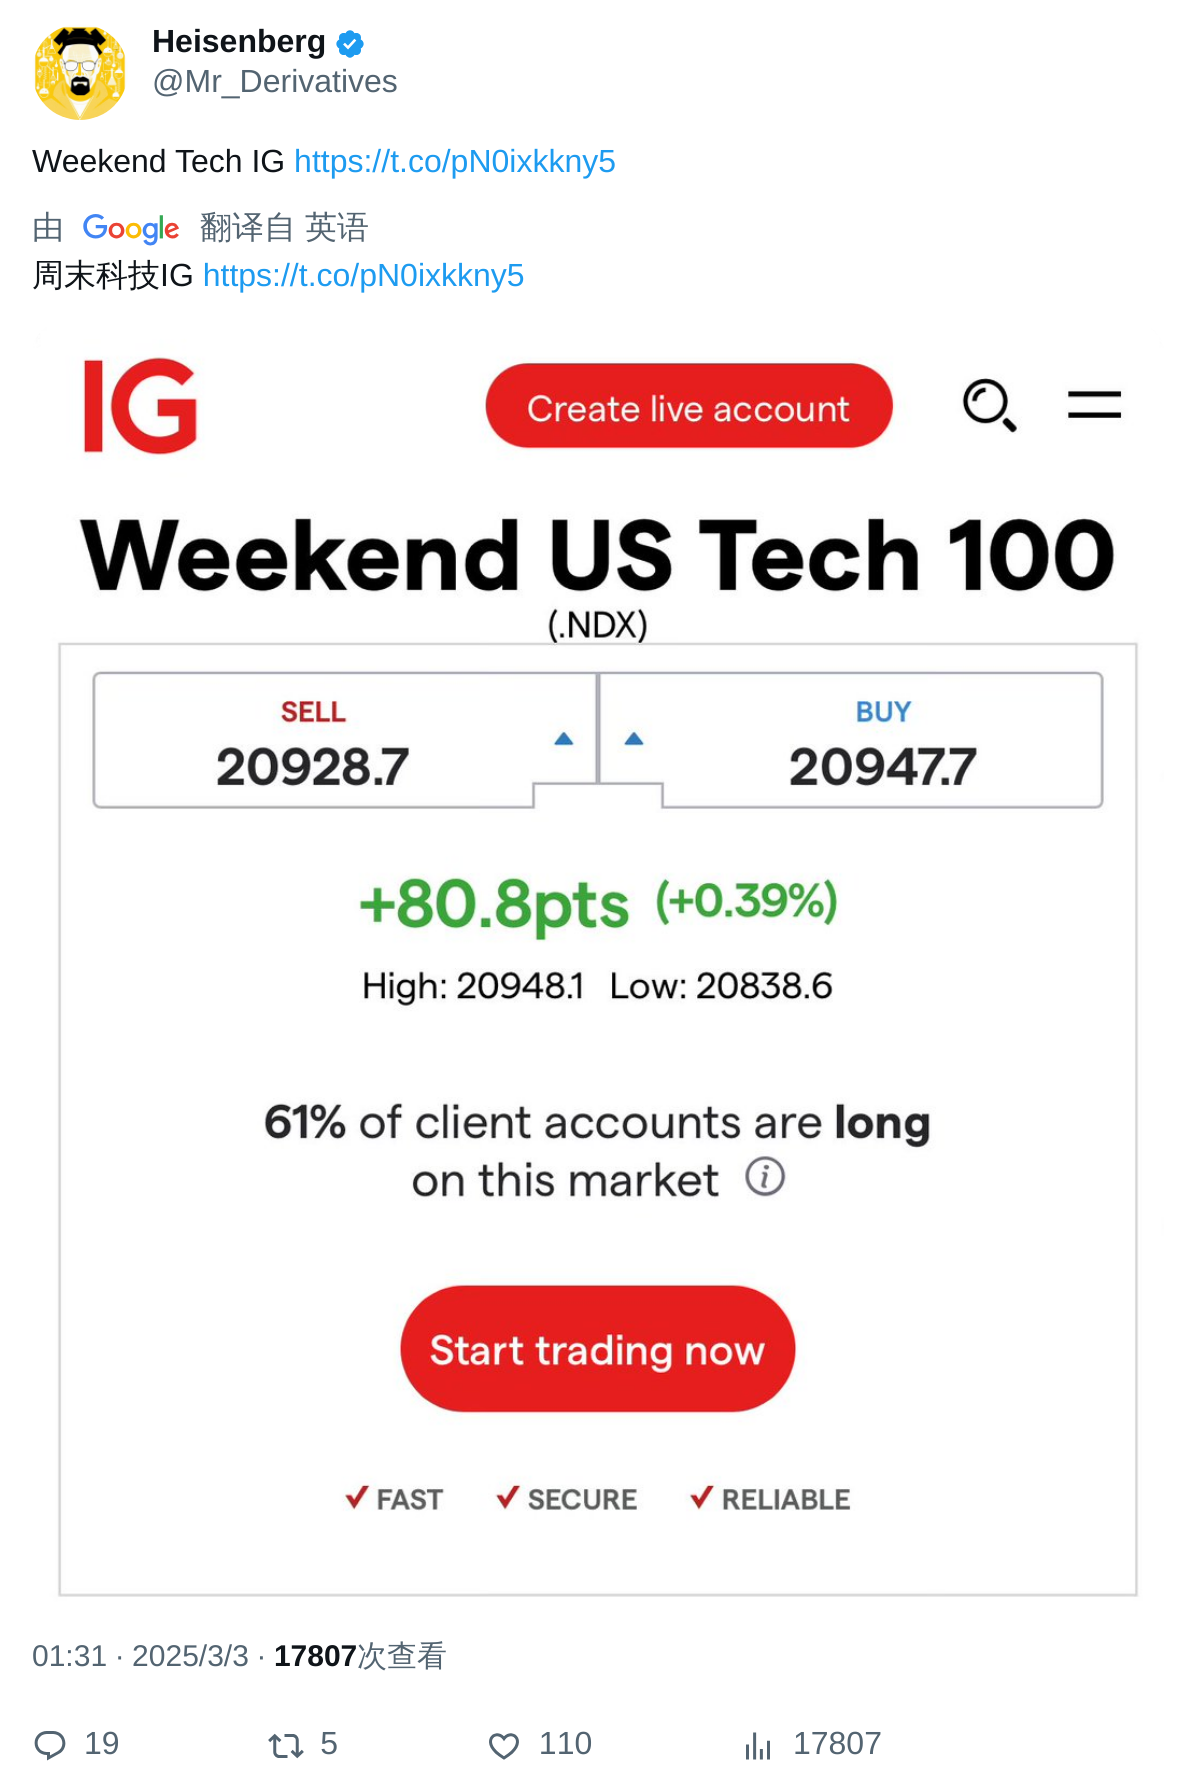 Heisenberg
@Mr_Derivatives
Weekend Tech IG https://t.co/pN0ixkkny5
由 Google 翻译自 英语
周末科技IG https://t.co/pN0ixkkny5
IG
Create live account
Weekend US Tech 100
(.NDX)
SELL
20928.7
BUY
20947.7
+80.8pts (+0.39%)
High: 20948.1 Low: 20838.6
61% of client accounts are long
on this market
Start trading now
FAST SECURE RELIABLE
01:31 · 2025/3/3 · 17807次查看
19 5 110 17807